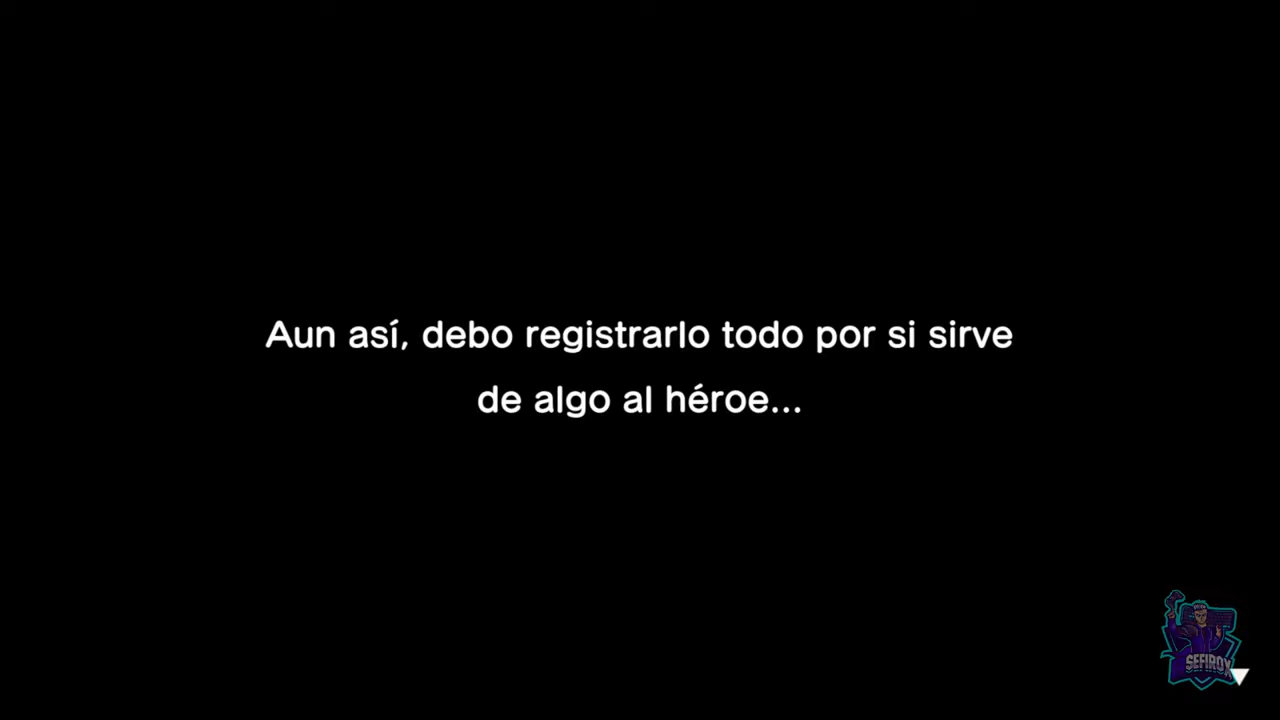 Aun así, debo registrarlo todo por si sirve
de algo al héroe...
SEFIROX